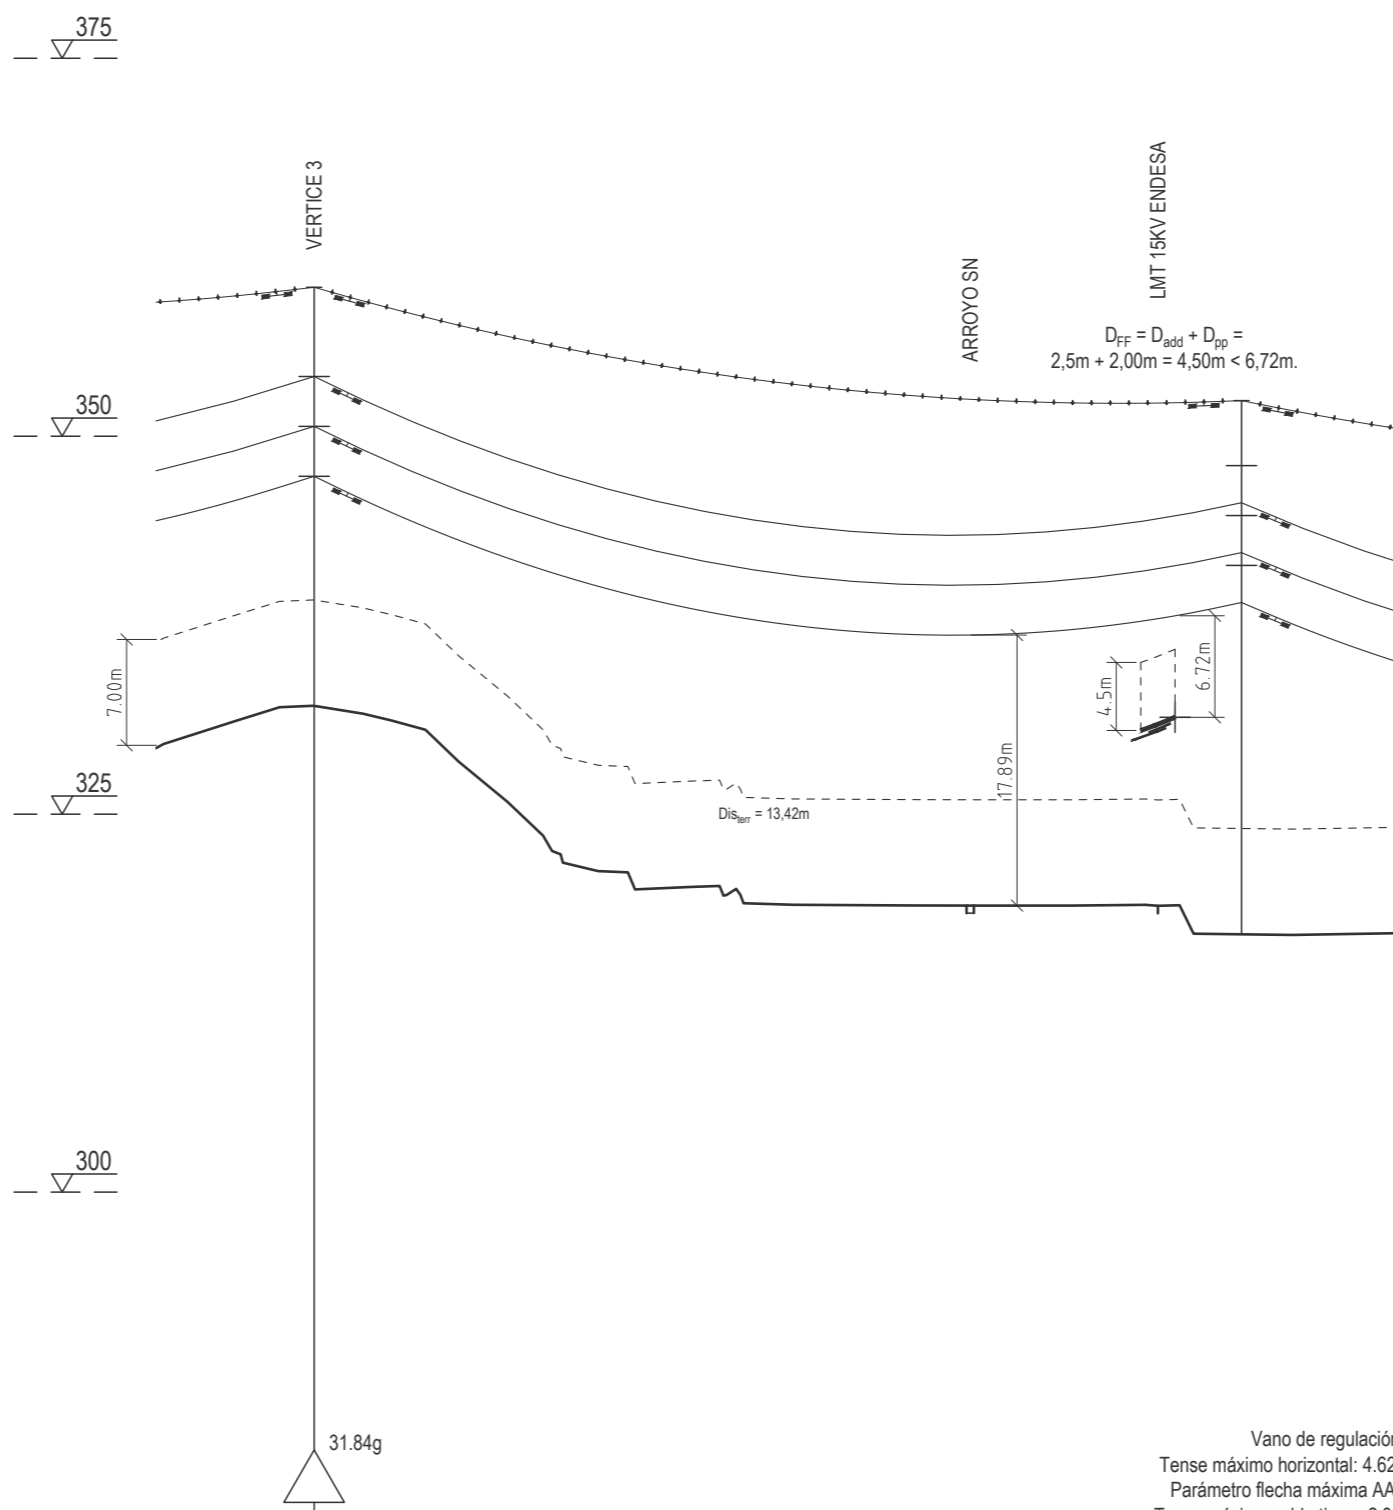 375
VERTICE 3
LMT 15KV ENDESA
ARROYO SN
D_FF = D_add + D_pp =
2,5m + 2,00m = 4,50m < 6,72m.
350
7.00m
4.5m
6.72m
17.89m
325
Dis_terr = 13,42m
300
31.84g
Vano de regulación
Tense máximo horizontal: 4.62
Parámetro flecha máxima AA